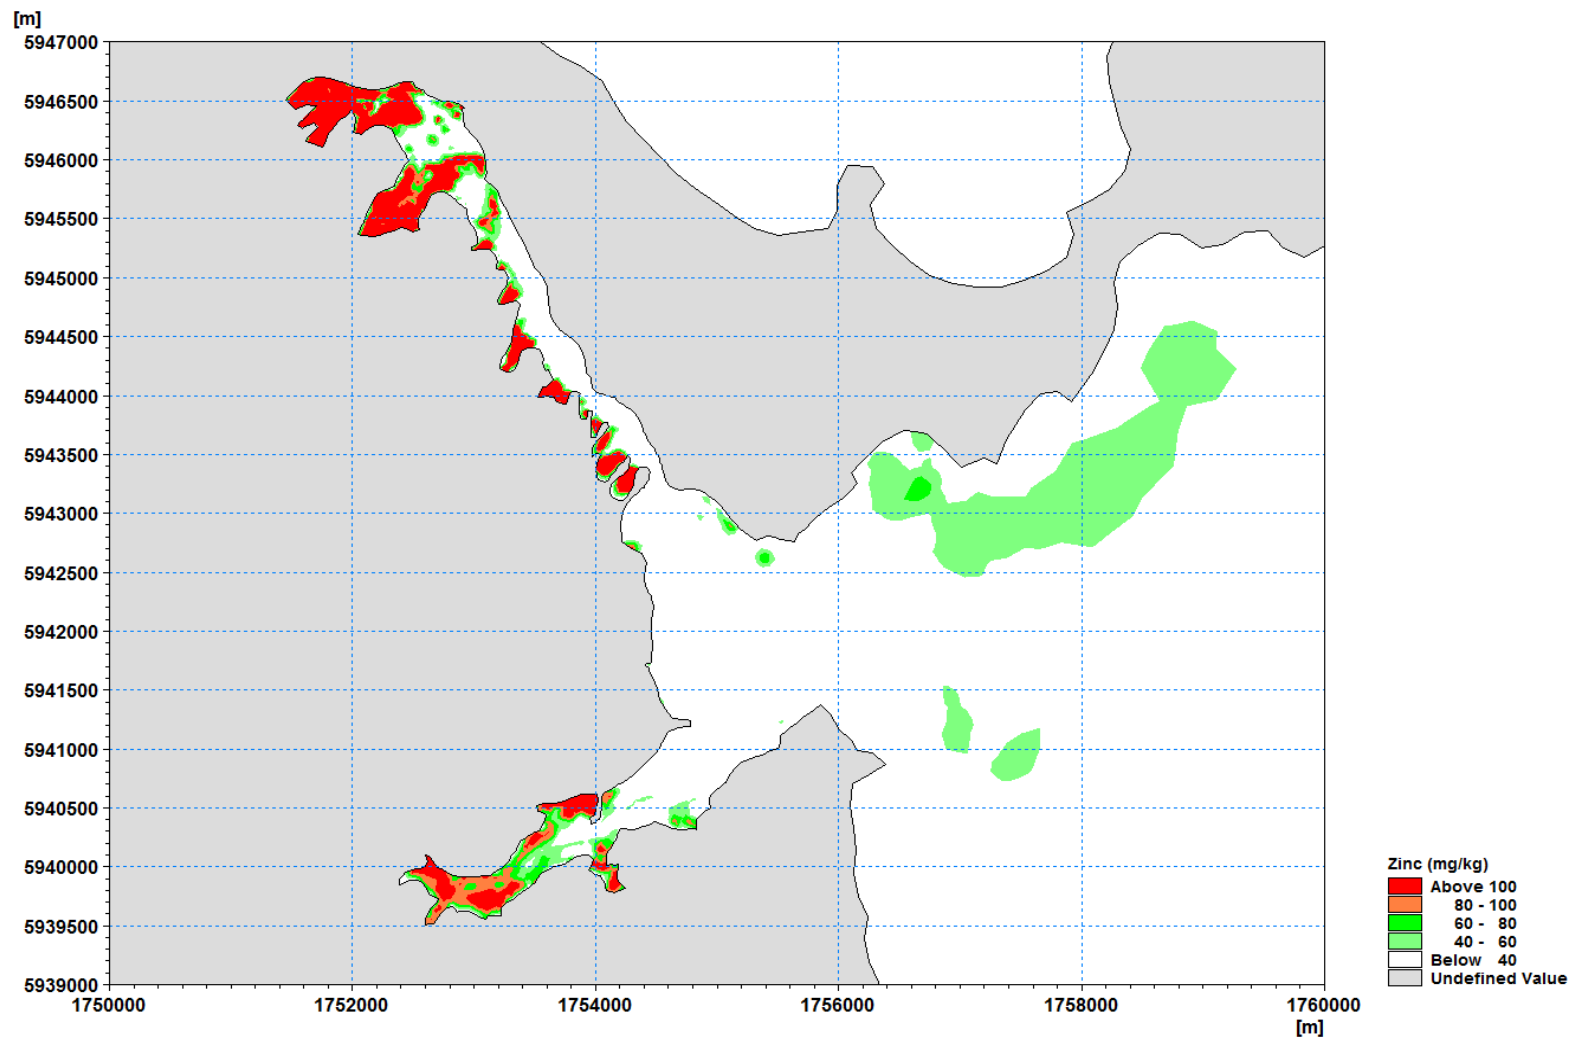 [m]
5947000
5946500
5946000
5945500
5945000
5944500
5944000
5943500
5943000
5942500
5942000
5941500
5941000
5940500
5940000
5939500
5939000
1750000 1752000 1754000 1756000 1758000 1760000
[m]
Zinc (mg/kg)
Above 100
80 - 100
60 - 80
40 - 60
Below 40
Undefined Value